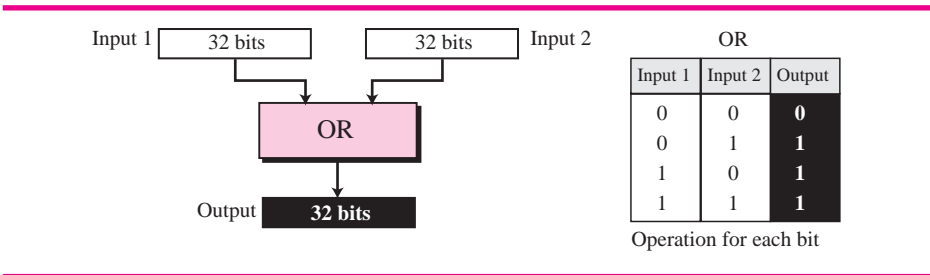 Input 1 32 bits 32 bits Input 2
OR
Output 32 bits
OR
Input 1 Input 2 Output
0 0 0
0 1 1
1 0 1
1 1 1
Operation for each bit